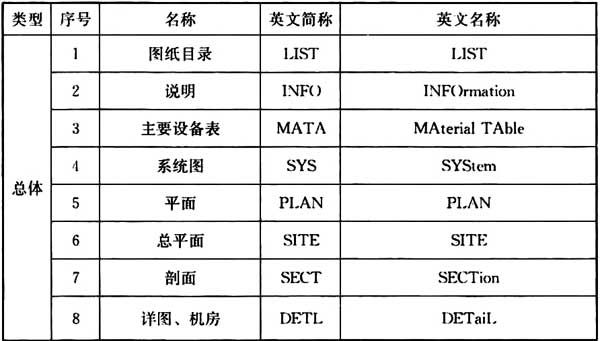 类型 序号 名称 英文简称 英文名称
总体
1 图纸目录 LIST LIST
2 说明 INFO INFOrmation
3 主要设备表 MATA MAterial TAble
4 系统图 SYS SYStem
5 平面 PLAN PLAN
6 总平面 SITE SITE
7 剖面 SECT SECTion
8 详图、机房 DETL DETaiL